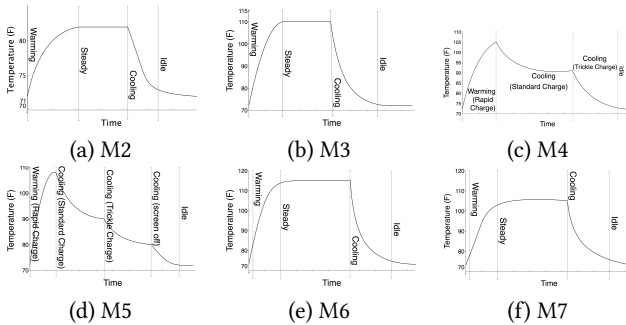 Temperature (F)
80
75
71
70
Warming
Steady
Cooling
Idle
Time
(a) M2
Temperature (F)
110
100
90
80
70
Warming
Steady
Cooling
Idle
Time
(b) M3
Temperature (F)
115
110
105
100
95
90
85
80
75
70
Warming
(Rapid
Charge)
Cooling
(Standard Charge)
Cooling
(Trickle Charge)
Idle
Time
(c) M4
Temperature (F)
110
100
90
80
70
Warming (Rapid Charge)
Cooling (Standard Charge)
Cooling (Trickle Charge)
Cooling (screen off)
Idle
Time
(d) M5
Temperature (F)
120
110
100
90
80
70
Warming
Steady
Cooling
Idle
Time
(e) M6
Temperature (F)
120
110
100
90
80
70
Warming
Steady
Cooling
Idle
Time
(f) M7